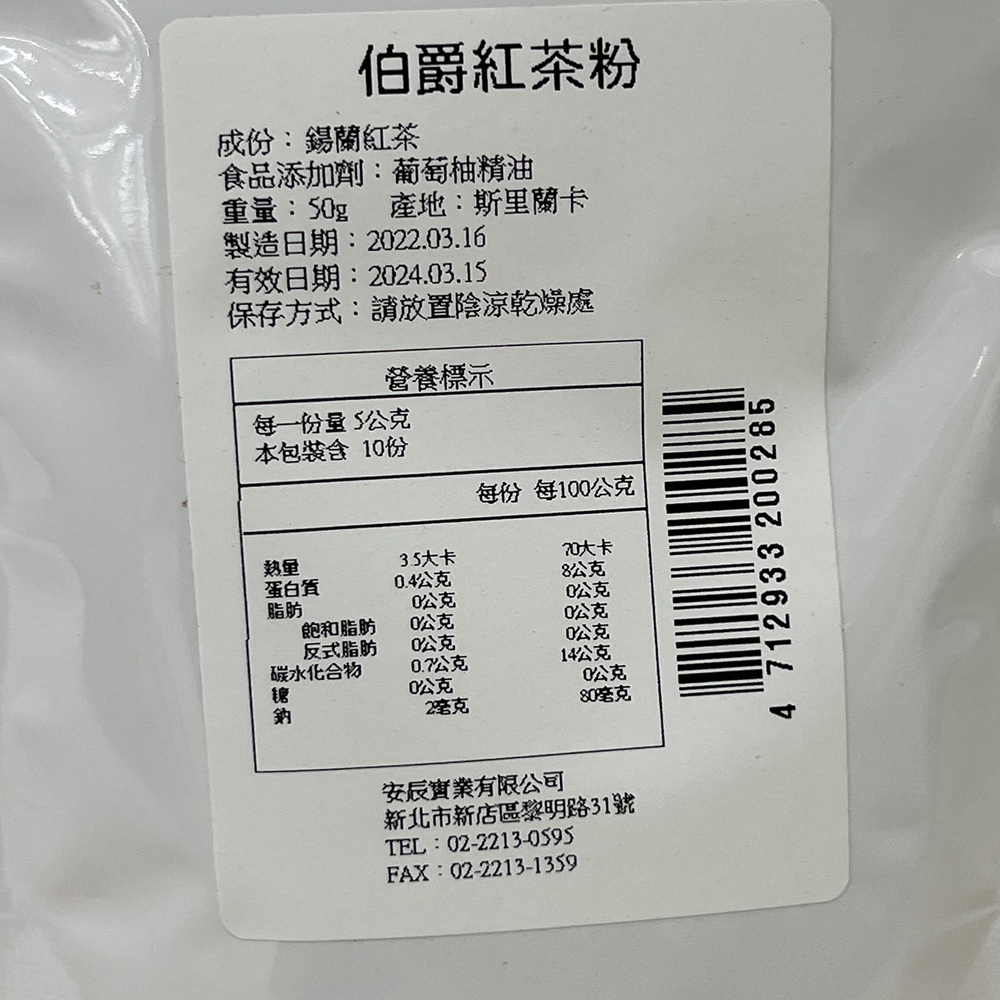 伯爵紅茶粉
成份：錫蘭紅茶
食品添加劑：葡萄柚精油
重量：50g 產地：斯里蘭卡
製造日期：2022.03.16
有效日期：2024.03.15
保存方式：請放置陰涼乾燥處
營養標示
每一份量 5公克
本包裝含 10份
每份 每100公克
熱量 3.5大卡 70大卡
蛋白質 0.4公克 8公克
脂肪 0公克 0公克
飽和脂肪 0公克 0公克
反式脂肪 0公克 0公克
碳水化合物 0.7公克 14公克
糖 0公克 0公克
鈉 2毫克 80毫克
4 712933 200285
安辰實業有限公司
新北市新店區黎明路31號
TEL：02-2213-0595
FAX：02-2213-1359